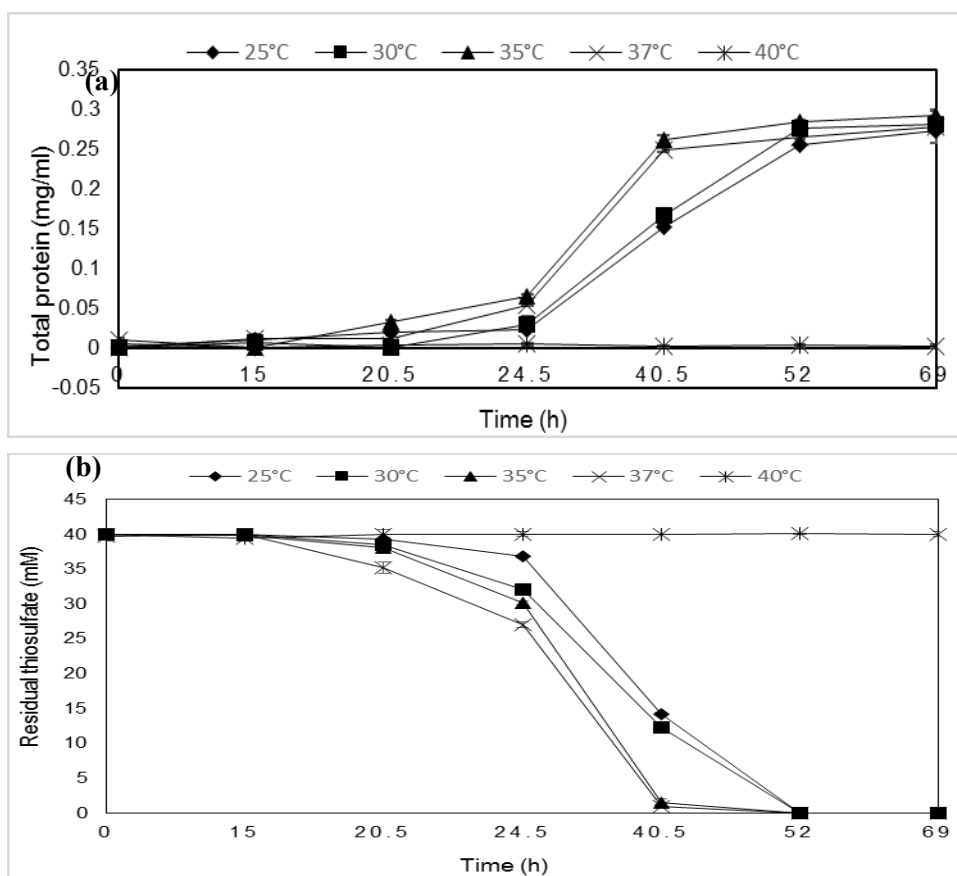 25°C 30°C 35°C 37°C 40°C
(a)
0.35
0.3
0.25
0.2
0.15
0.1
0.05
0
-0.05
Total protein (mg/ml)
0 15 20.5 24.5 40.5 52 69
Time (h)
(b)
25°C 30°C 35°C 37°C 40°C
45
40
35
30
25
20
15
10
5
0
Residual thiosulfate (mM)
0 15 20.5 24.5 40.5 52 69
Time (h)